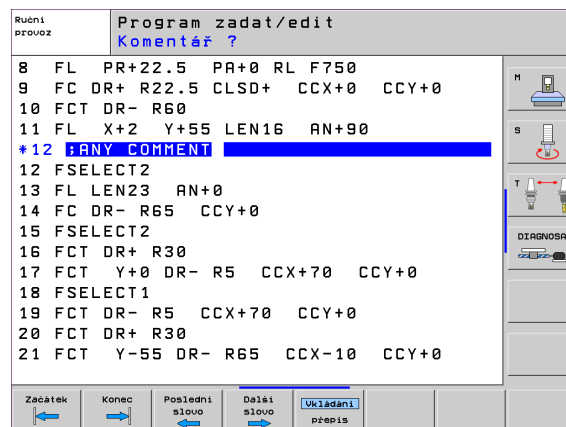 Ruční
provoz
Program zadat/edit
Komentář ?
8 FL PR+22.5 PA+0 RL F750
9 FC DR+ R22.5 CLSD+ CCX+0 CCY+0
10 FCT DR- R60
11 FL X+2 Y+55 LEN16 AN+90
*12 ;ANY COMMENT
12 FSELECT2
13 FL LEN23 AN+0
14 FC DR- R65 CCY+0
15 FSELECT2
16 FCT DR+ R30
17 FCT Y+0 DR- R5 CCX+70 CCY+0
18 FSELECT1
19 FCT DR- R5 CCX+70 CCY+0
20 FCT DR+ R30
21 FCT Y-55 DR- R65 CCX-10 CCY+0
M
S
T
DIAGNOSA
Začátek
Konec
Poslední
slovo
Další
slovo
Vkládání
přepis